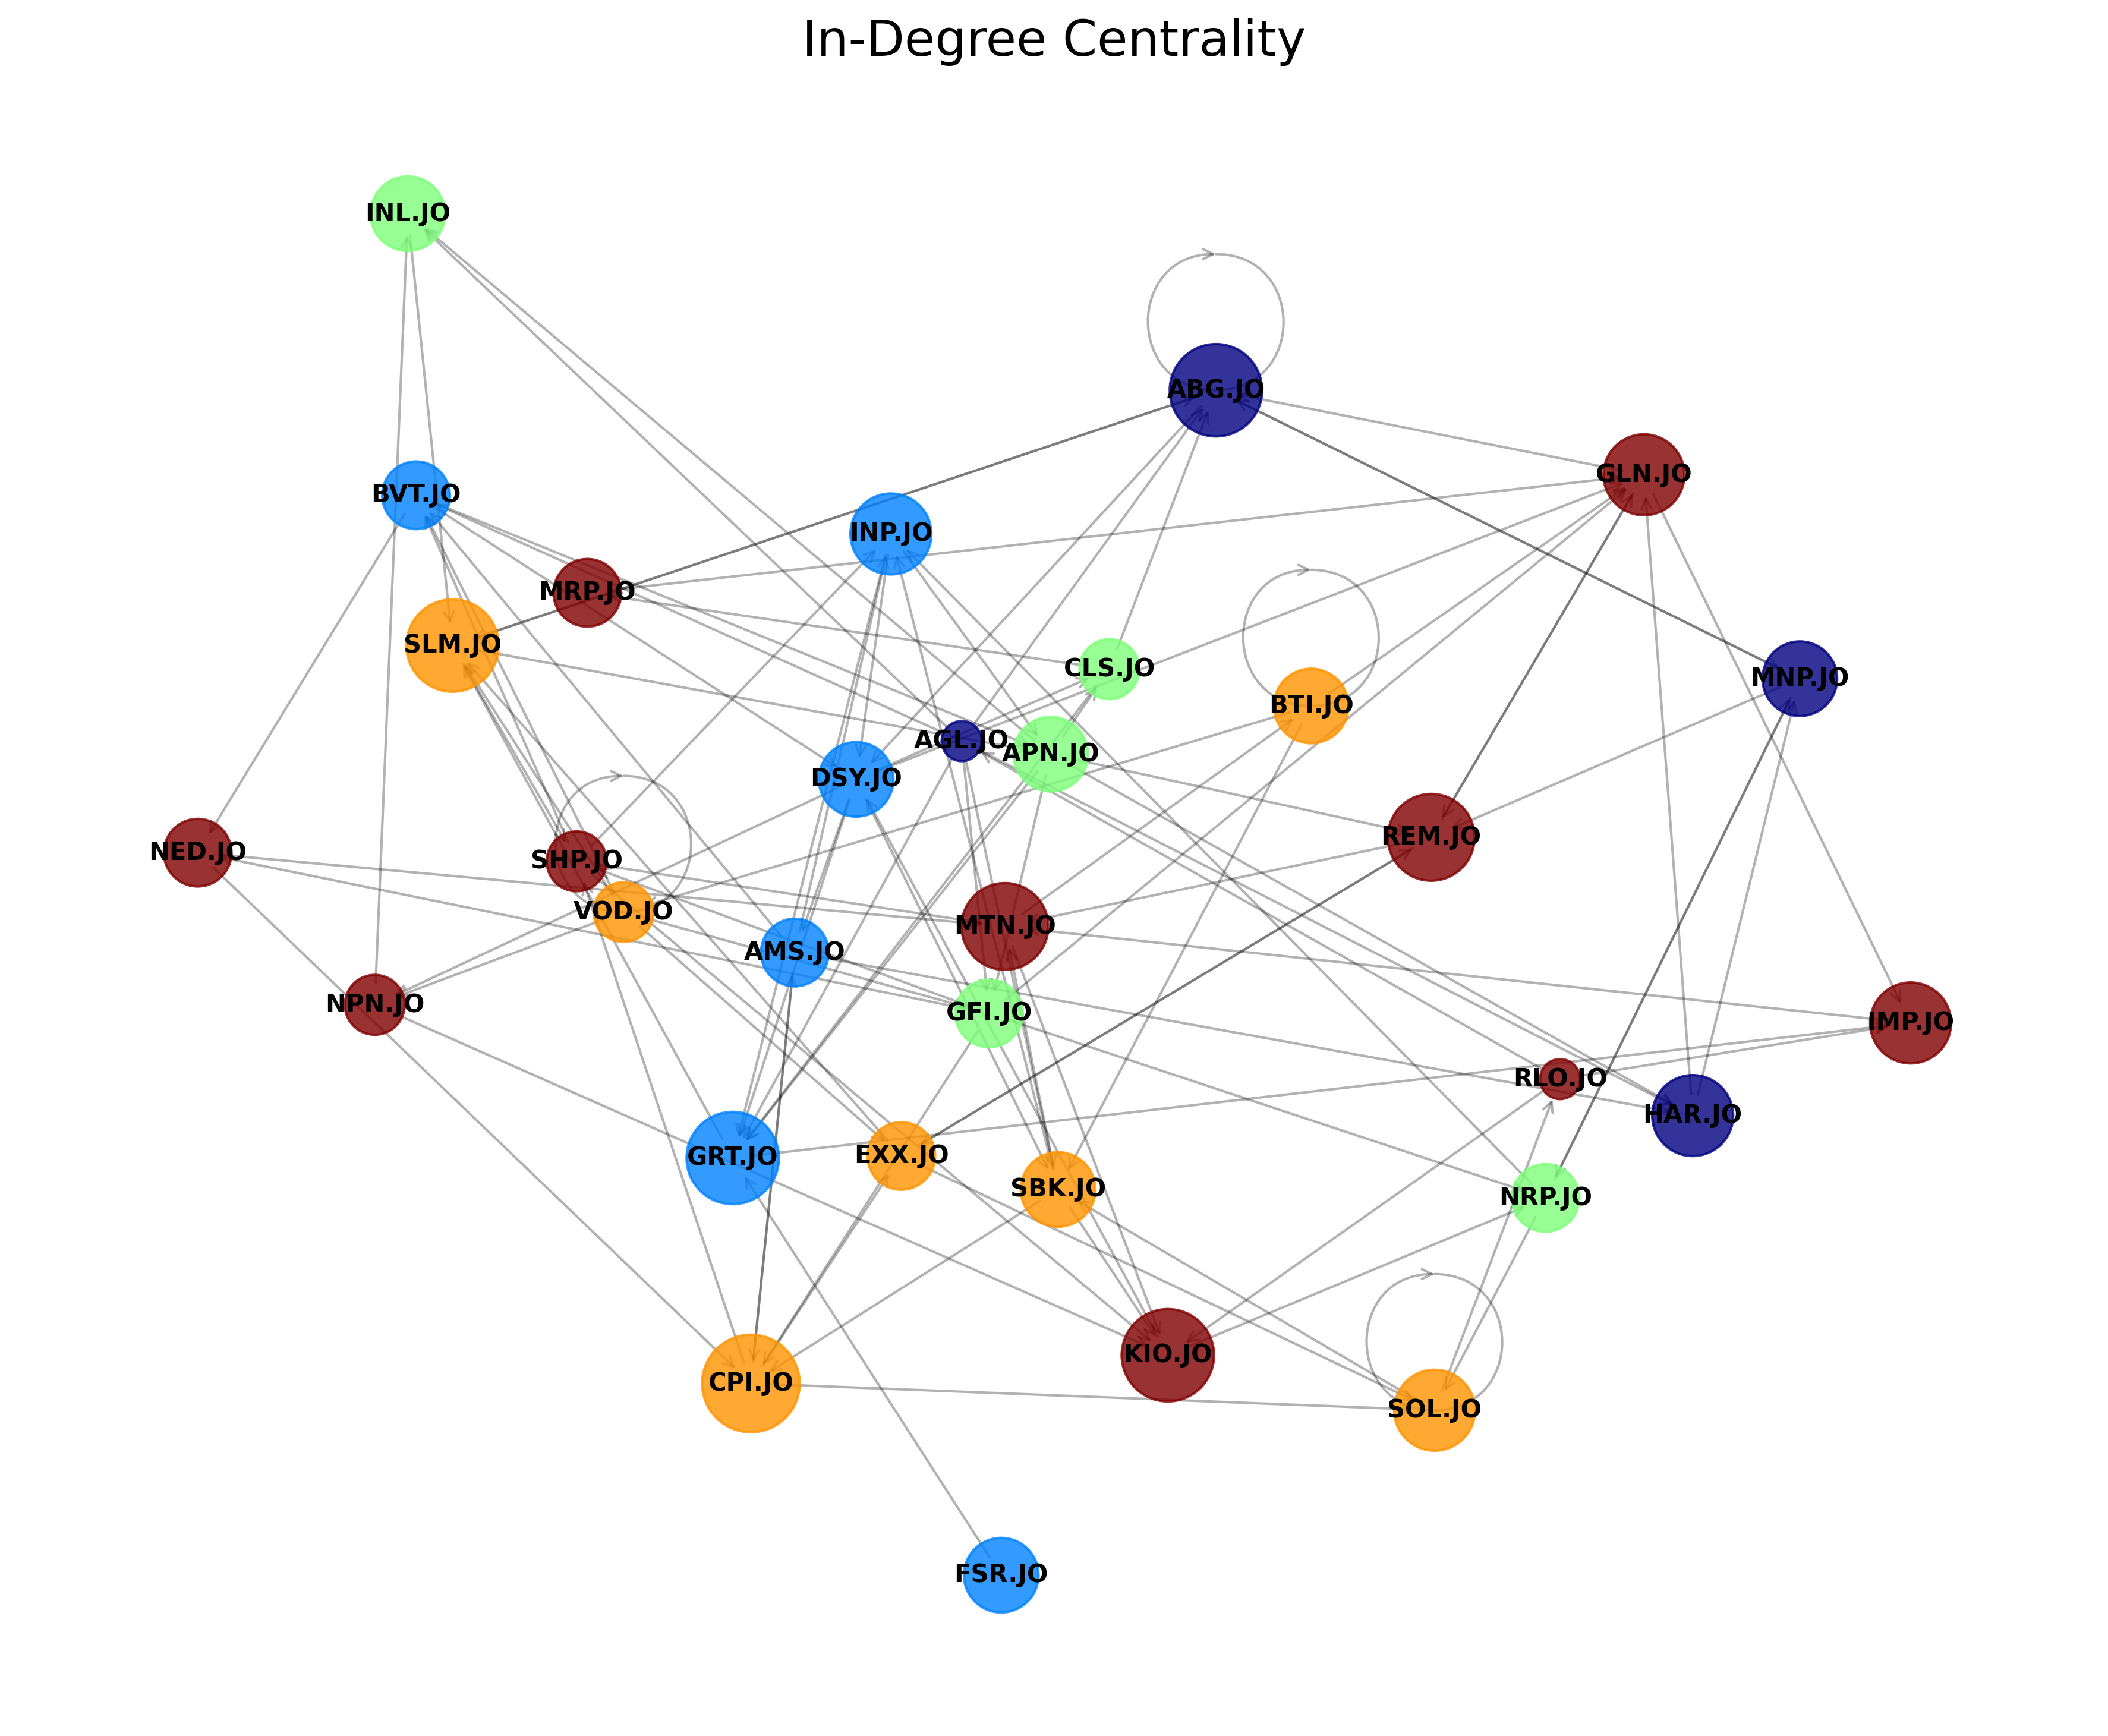 In-Degree Centrality
INL.JO
ABG.JO
GLN.JO
BVT.JO
INP.JO
MRP.JO
SLM.JO
CLS.JO
MNP.JO
BTI.JO
AGL.JO
APN.JO
DSY.JO
REM.JO
NED.JO
SHP.JO
VOD.JO
MTN.JO
AMS.JO
NPN.JO
GFI.JO
IMP.JO
RLO.JO
HAR.JO
GRT.JO
EXX.JO
SBK.JO
NRP.JO
KIO.JO
CPI.JO
SOL.JO
FSR.JO